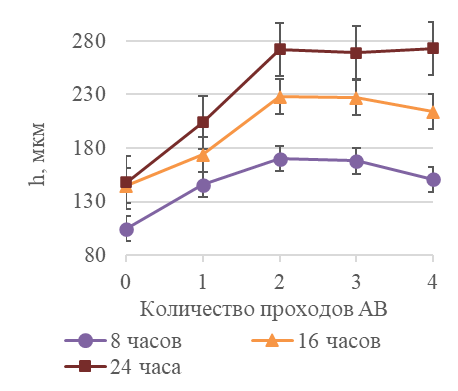 h, мкм
280
230
180
130
80
0 1 2 3 4
Количество проходов АВ
8 часов 16 часов
24 часа